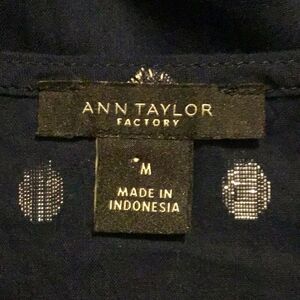 ANN TAYLOR
FACTORY
M
MADE IN
INDONESIA